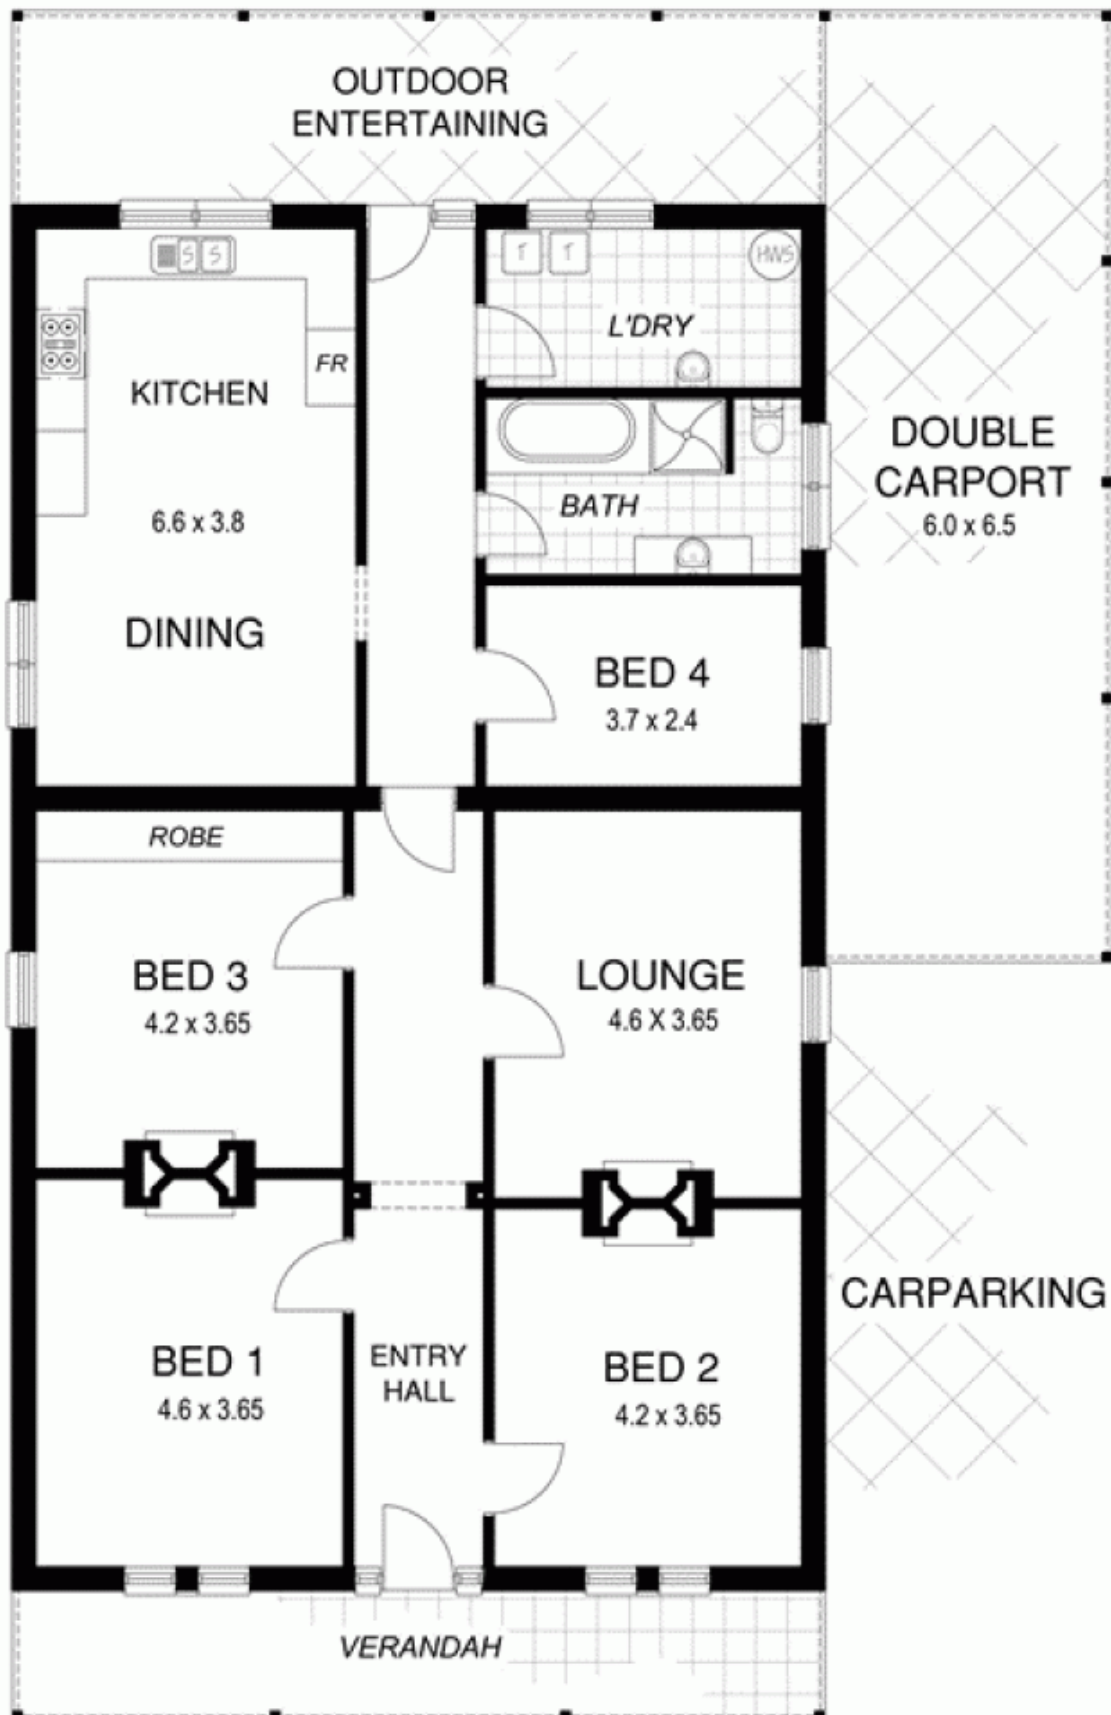 OUTDOOR
ENTERTAINING
S S
T T
HWS
L'DRY
FR
KITCHEN
6.6 x 3.8
DINING
BATH
DOUBLE
CARPORT
6.0 x 6.5
BED 4
3.7 x 2.4
ROBE
BED 3
4.2 x 3.65
LOUNGE
4.6 X 3.65
CARPARKING
BED 1
4.6 x 3.65
ENTRY
HALL
BED 2
4.2 x 3.65
VERANDAH